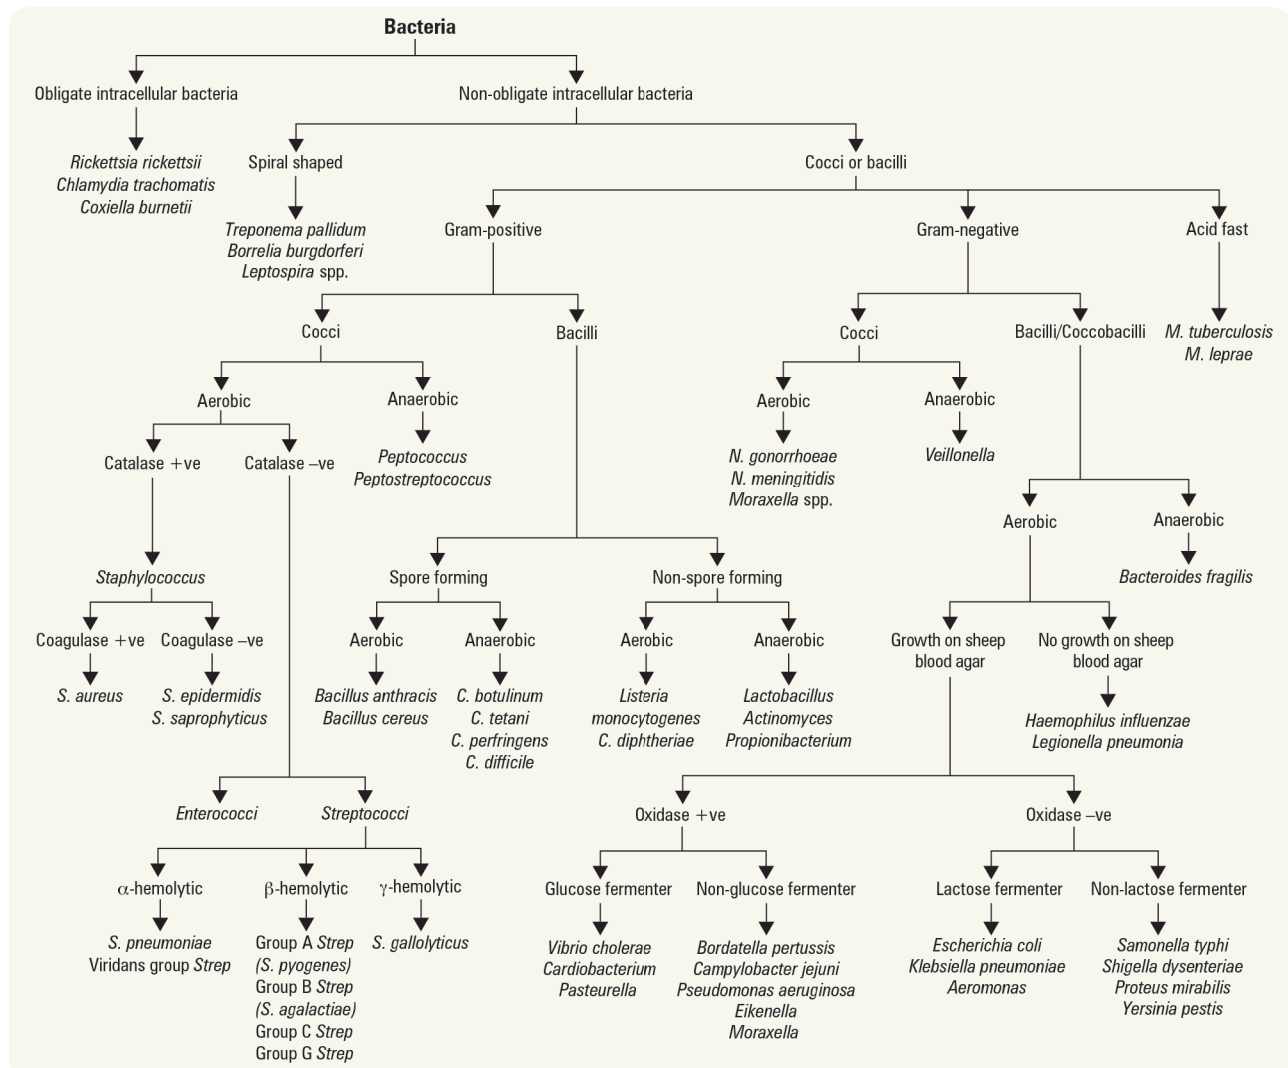 Bacteria
Obligate intracellular bacteria
Non-obligate intracellular bacteria
Rickettsia rickettsii
Chlamydia trachomatis
Coxiella burnetii
Spiral shaped
Cocci or bacilli
Treponema pallidum
Borrelia burgdorferi
Leptospira spp.
Gram-positive
Gram-negative
Acid fast
Cocci
Bacilli
Cocci
Bacilli/Coccobacilli
M. tuberculosis
M. leprae
Aerobic
Anaerobic
Aerobic
Anaerobic
Catalase +ve
Catalase –ve
Peptococcus
Peptostreptococcus
N. gonorrhoeae
N. meningitidis
Moraxella spp.
Veillonella
Aerobic
Anaerobic
Staphylococcus
Spore forming
Non-spore forming
Bacteroides fragilis
Coagulase +ve
Coagulase –ve
Aerobic
Anaerobic
Aerobic
Anaerobic
Growth on sheep
blood agar
No growth on sheep
blood agar
S. aureus
S. epidermidis
S. saprophyticus
Bacillus anthracis
Bacillus cereus
C. botulinum
C. tetani
C. perfringens
C. difficile
Listeria
monocytogenes
C. diphtheriae
Lactobacillus
Actinomyces
Propionibacterium
Haemophilus influenzae
Legionella pneumonia
Enterococci
Streptococci
Oxidase +ve
Oxidase –ve
α-hemolytic
β-hemolytic
γ-hemolytic
Glucose fermenter
Non-glucose fermenter
Lactose fermenter
Non-lactose fermenter
S. pneumoniae
Viridans group Strep
Group A Strep
(S. pyogenes)
Group B Strep
(S. agalactiae)
Group C Strep
Group G Strep
S. gallolyticus
Vibrio cholerae
Cardiobacterium
Pasteurella
Bordatella pertussis
Campylobacter jejuni
Pseudomonas aeruginosa
Eikenella
Moraxella
Escherichia coli
Klebsiella pneumoniae
Aeromonas
Samonella typhi
Shigella dysenteriae
Proteus mirabilis
Yersinia pestis